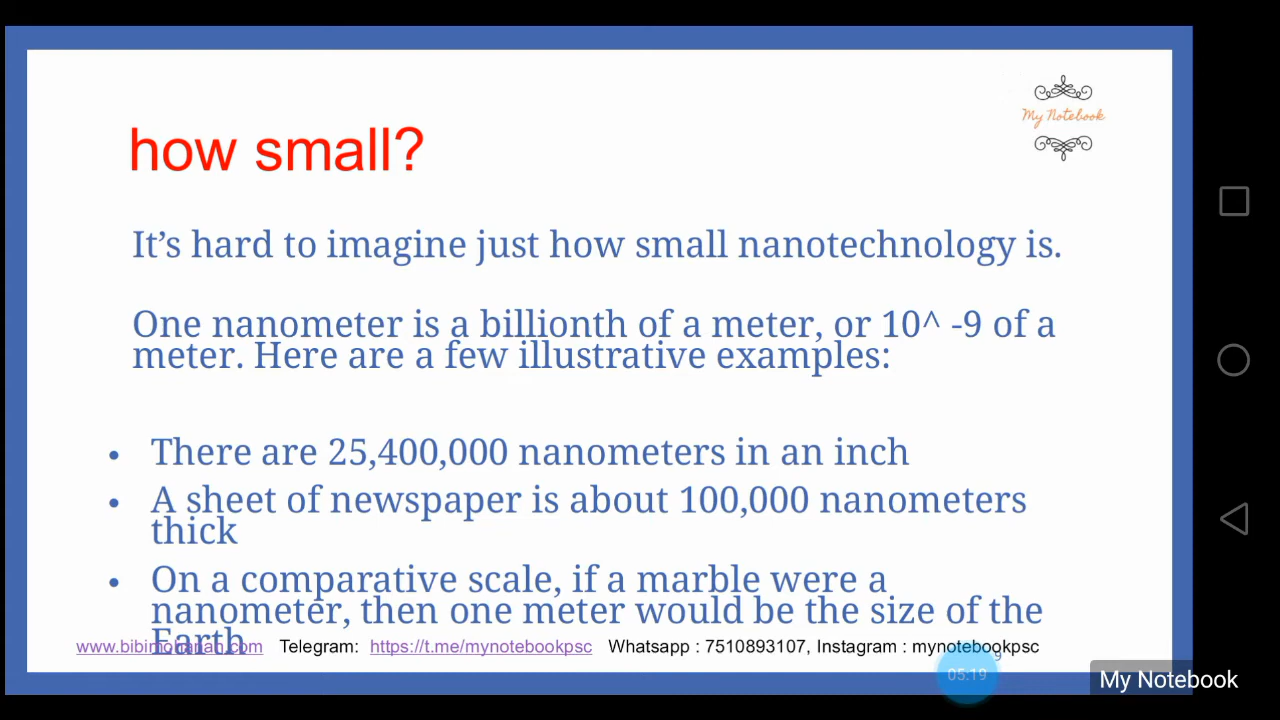 My Notebook
how small?
It's hard to imagine just how small nanotechnology is.
One nanometer is a billionth of a meter, or 10^ -9 of a
meter. Here are a few illustrative examples:
• There are 25,400,000 nanometers in an inch
• A sheet of newspaper is about 100,000 nanometers
thick
• On a comparative scale, if a marble were a
nanometer, then one meter would be the size of the
Earth
Telegram: https://t.me/mynotebookpsc Whatsapp : 7510893107, Instagram : mynotebookpsc
9
05:19
My Notebook